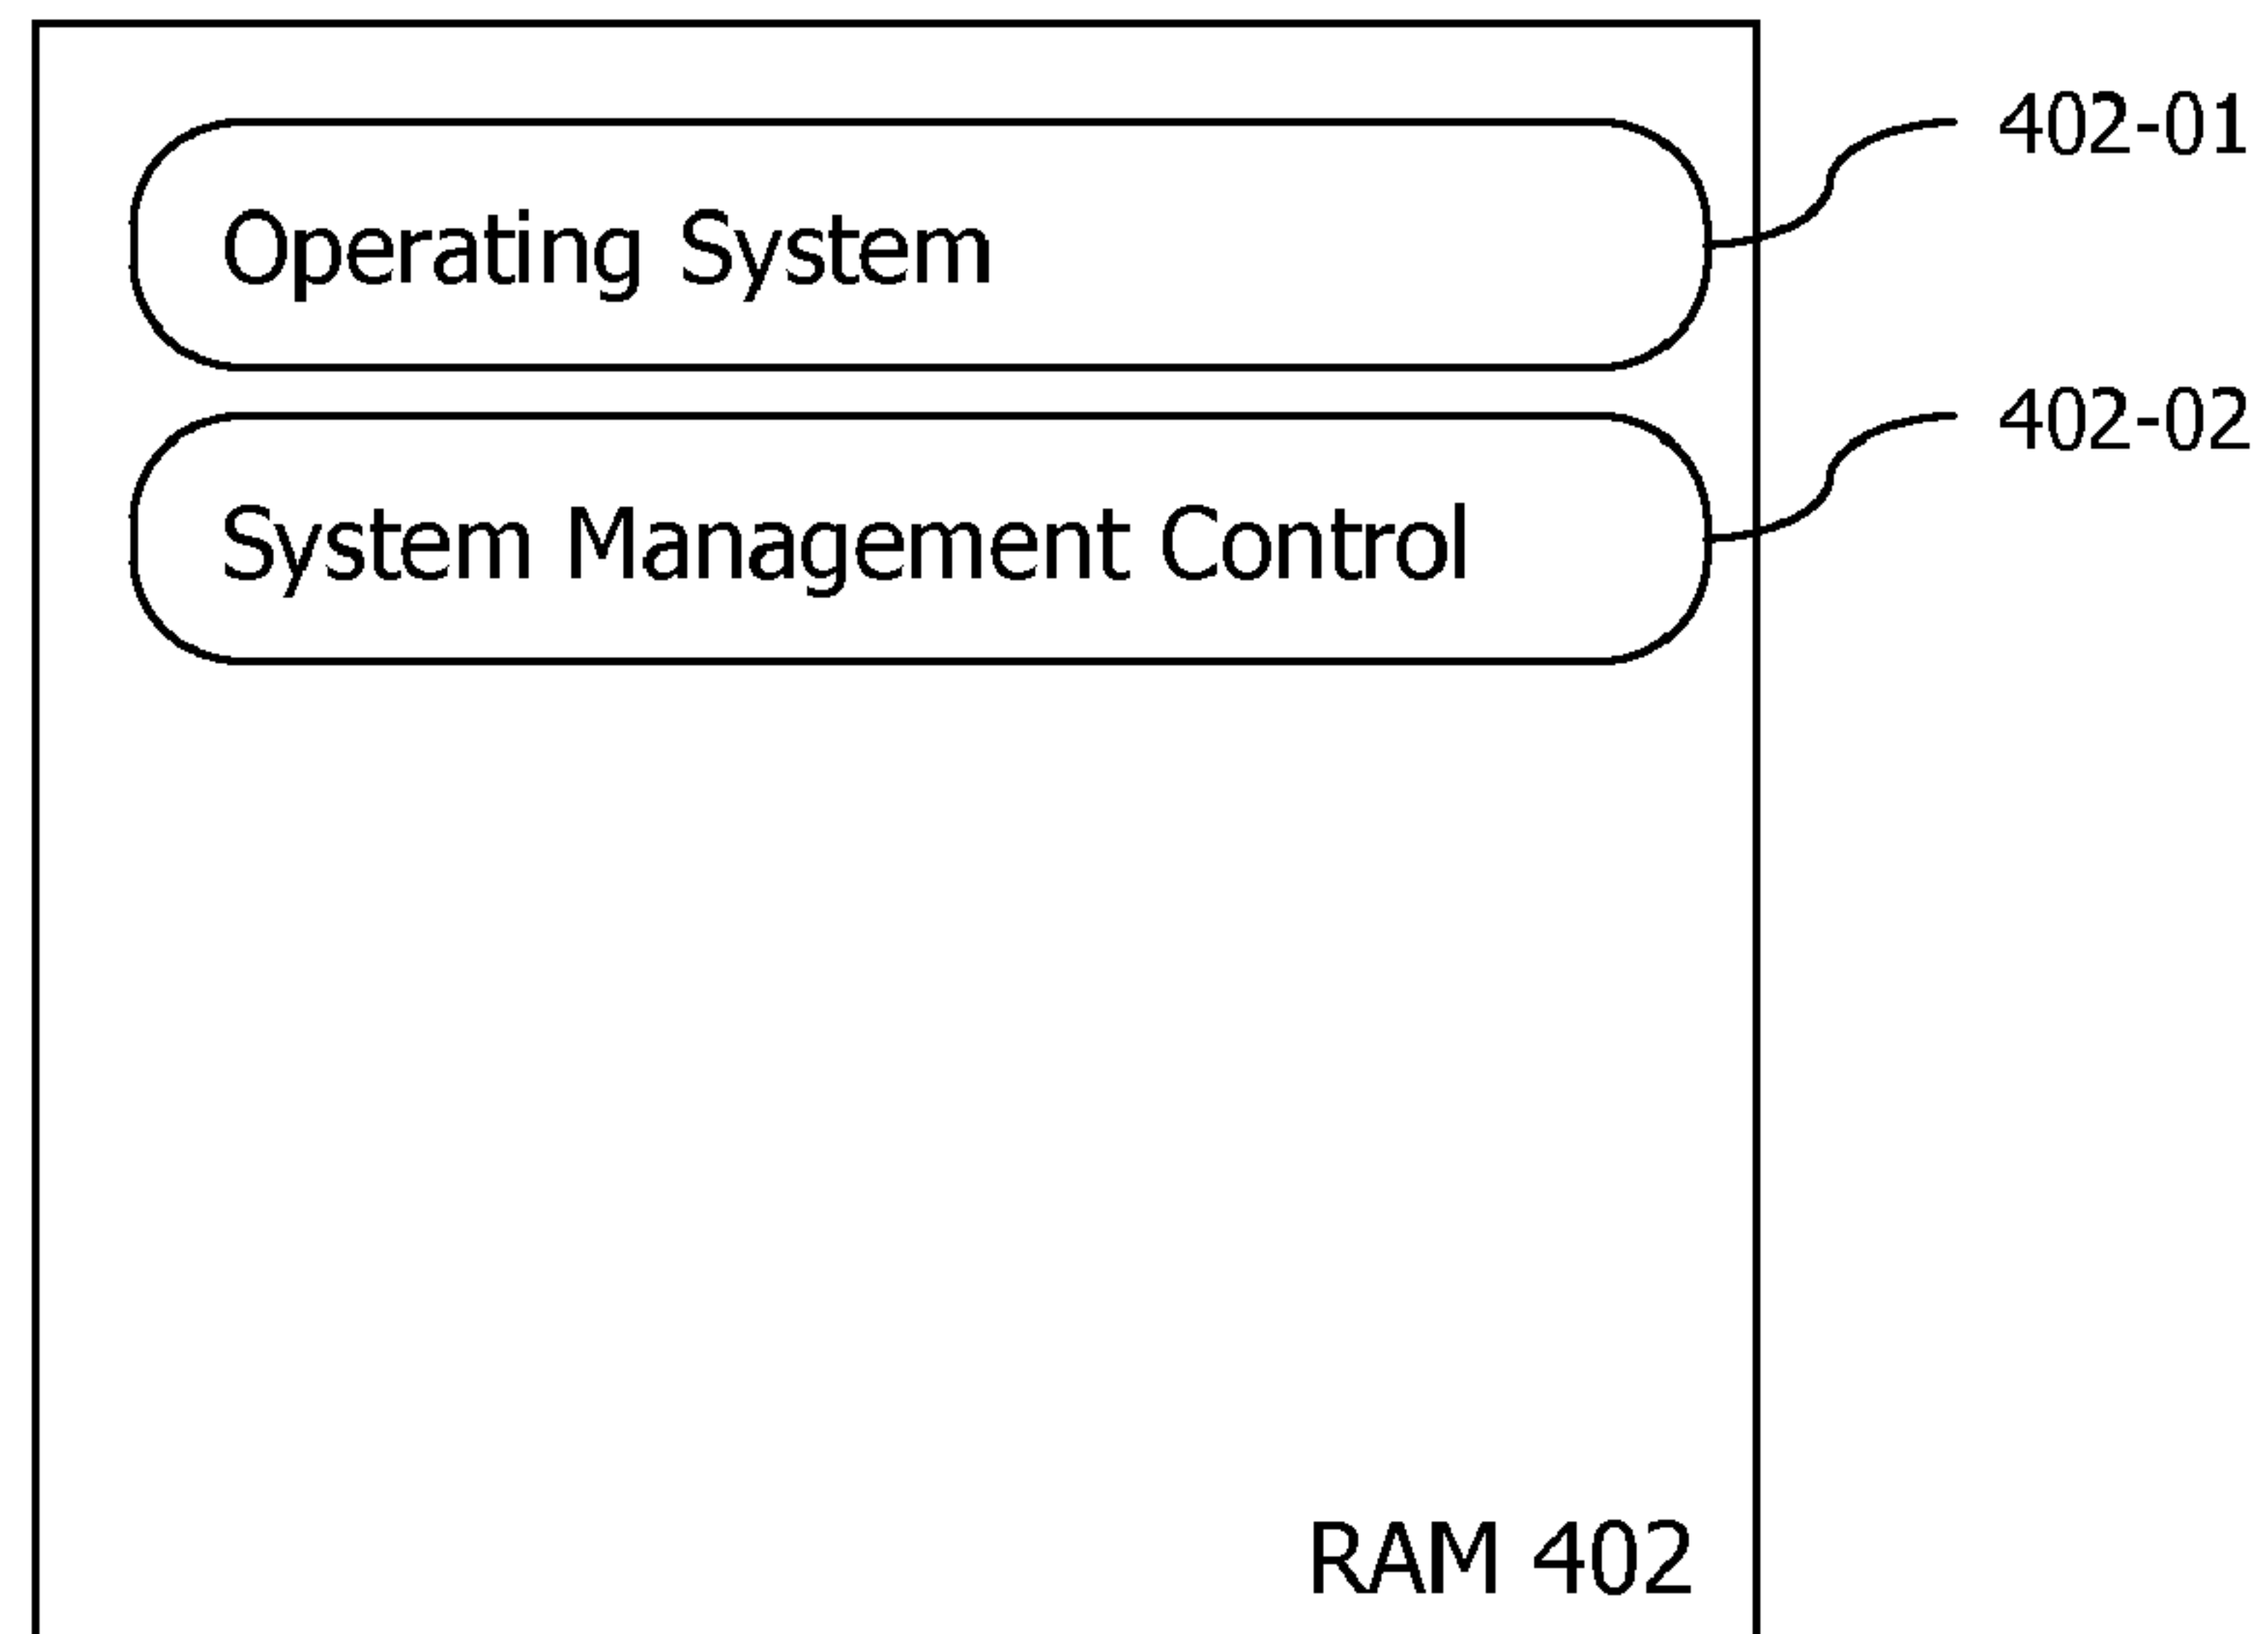 402-01
Operating System
402-02
System Management Control
RAM 402